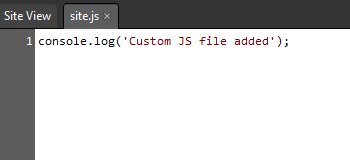 Site View site.js ×
1 console.log('Custom JS file added');